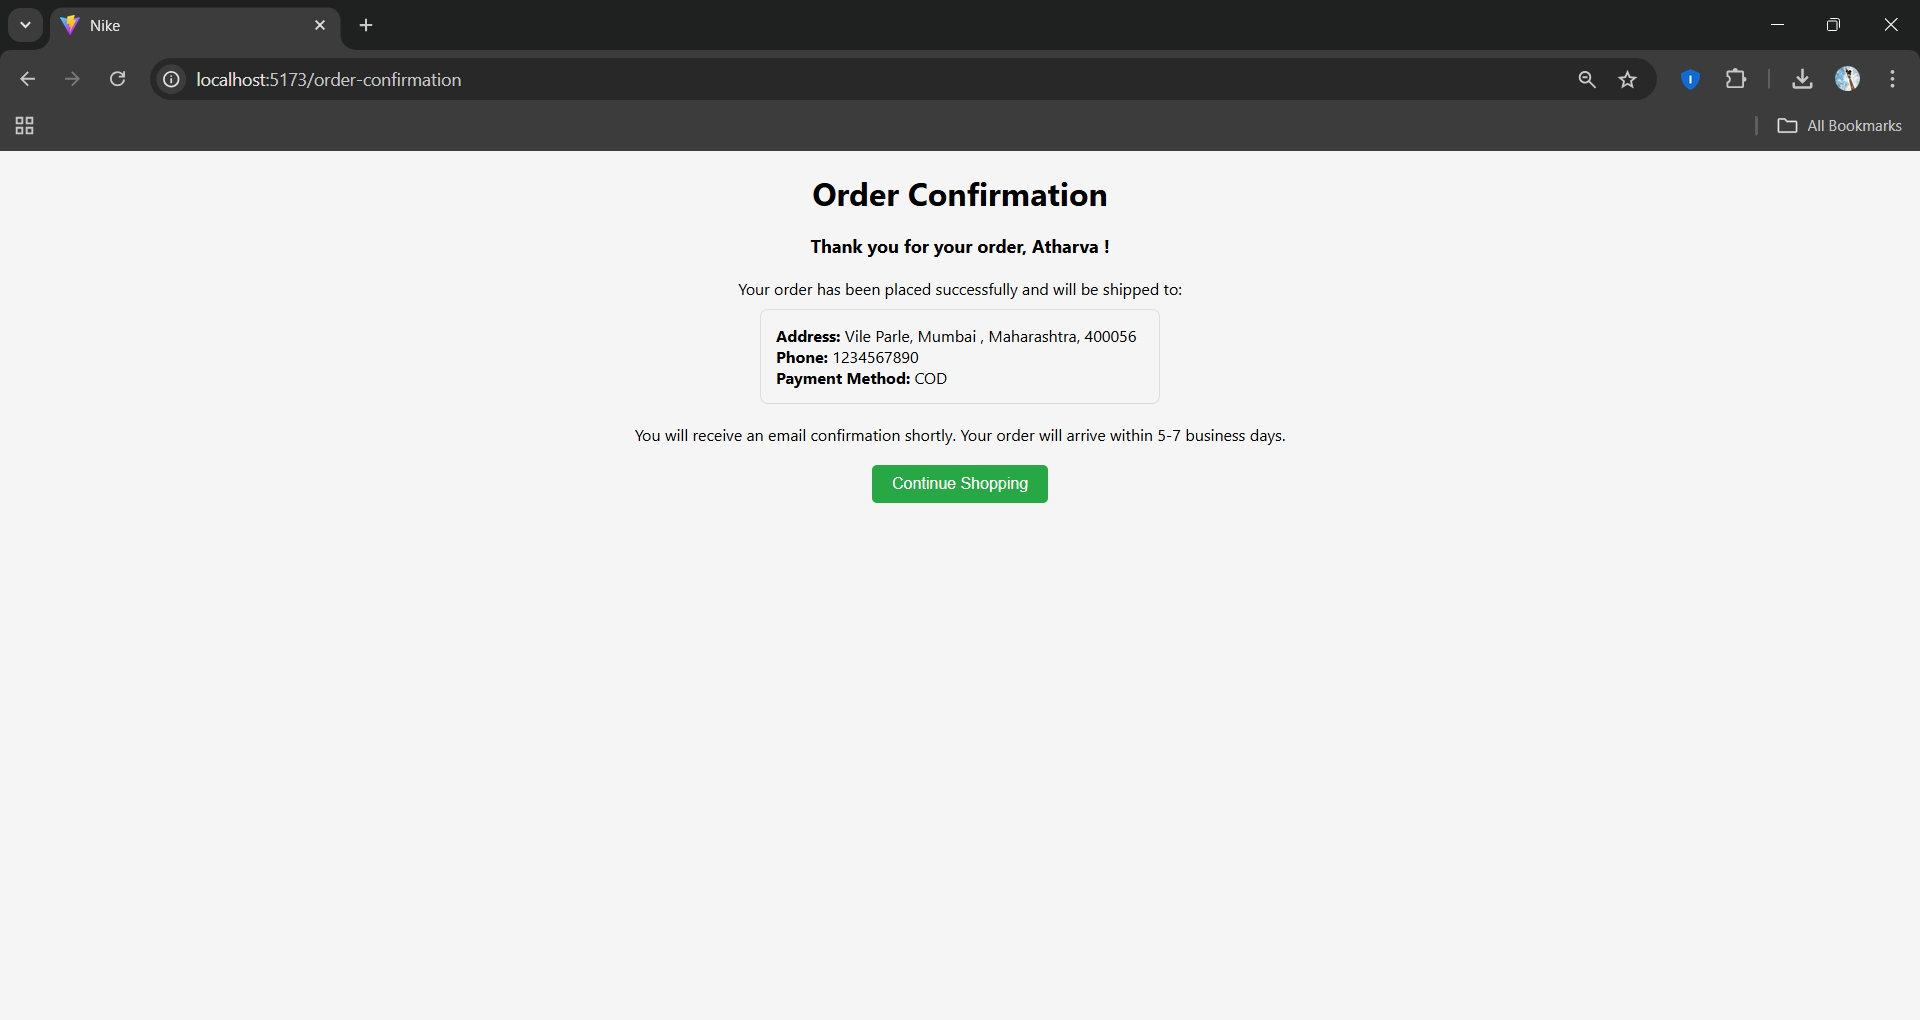 Nike
localhost:5173/order-confirmation
All Bookmarks
Order Confirmation
Thank you for your order, Atharva !
Your order has been placed successfully and will be shipped to:
Address: Vile Parle, Mumbai , Maharashtra, 400056
Phone: 1234567890
Payment Method: COD
You will receive an email confirmation shortly. Your order will arrive within 5-7 business days.
Continue Shopping